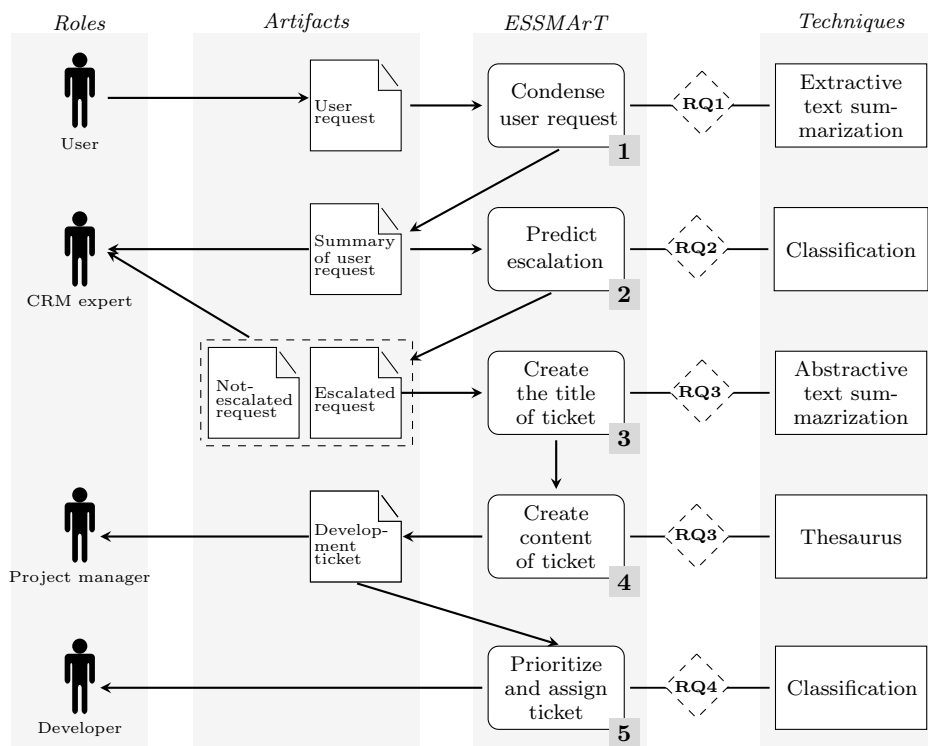 Roles
Artifacts
ESSMArT
Techniques
User
User
request
Condense
user request
1
RQ1
Extractive
text sum-
marization
CRM expert
Summary
of user
request
Predict
escalation
2
RQ2
Classification
Not-
escalated
request
Escalated
request
Create
the title
of ticket
3
RQ3
Abstractive
text sum-
mazrization
Project manager
Develop-
ment
ticket
Create
content
of ticket
4
RQ3
Thesaurus
Developer
Prioritize
and assign
ticket
5
RQ4
Classification